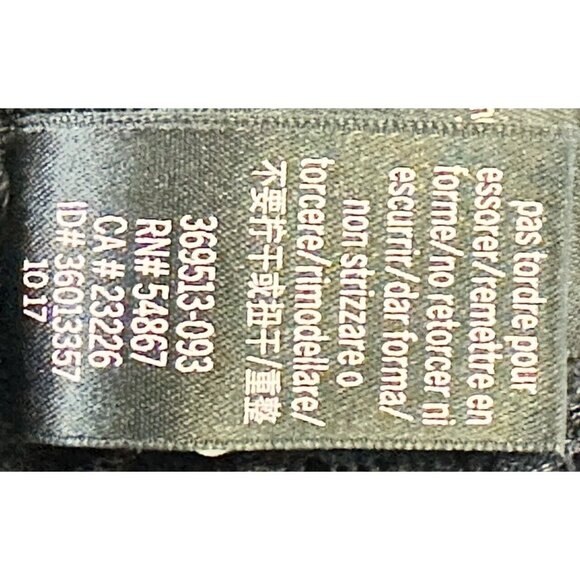 pas tordre pour
essorer/remettre en
forme/no retorcer ni
escurrir/dar forma/
non strizzare o
torcere/rimodellare/
不要拧干或扭干/重整
369513-093
RN# 54867
CA # 23226
ID# 36013357
1017